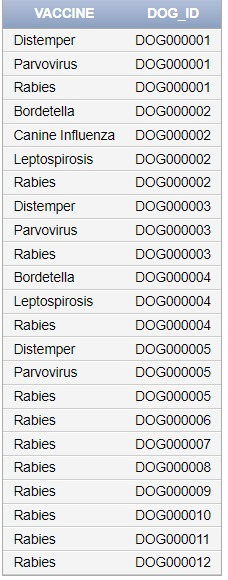 VACCINE DOG_ID
Distemper DOG000001
Parvovirus DOG000001
Rabies DOG000001
Bordetella DOG000002
Canine Influenza DOG000002
Leptospirosis DOG000002
Rabies DOG000002
Distemper DOG000003
Parvovirus DOG000003
Rabies DOG000003
Bordetella DOG000004
Leptospirosis DOG000004
Rabies DOG000004
Distemper DOG000005
Parvovirus DOG000005
Rabies DOG000005
Rabies DOG000006
Rabies DOG000007
Rabies DOG000008
Rabies DOG000009
Rabies DOG000010
Rabies DOG000011
Rabies DOG000012